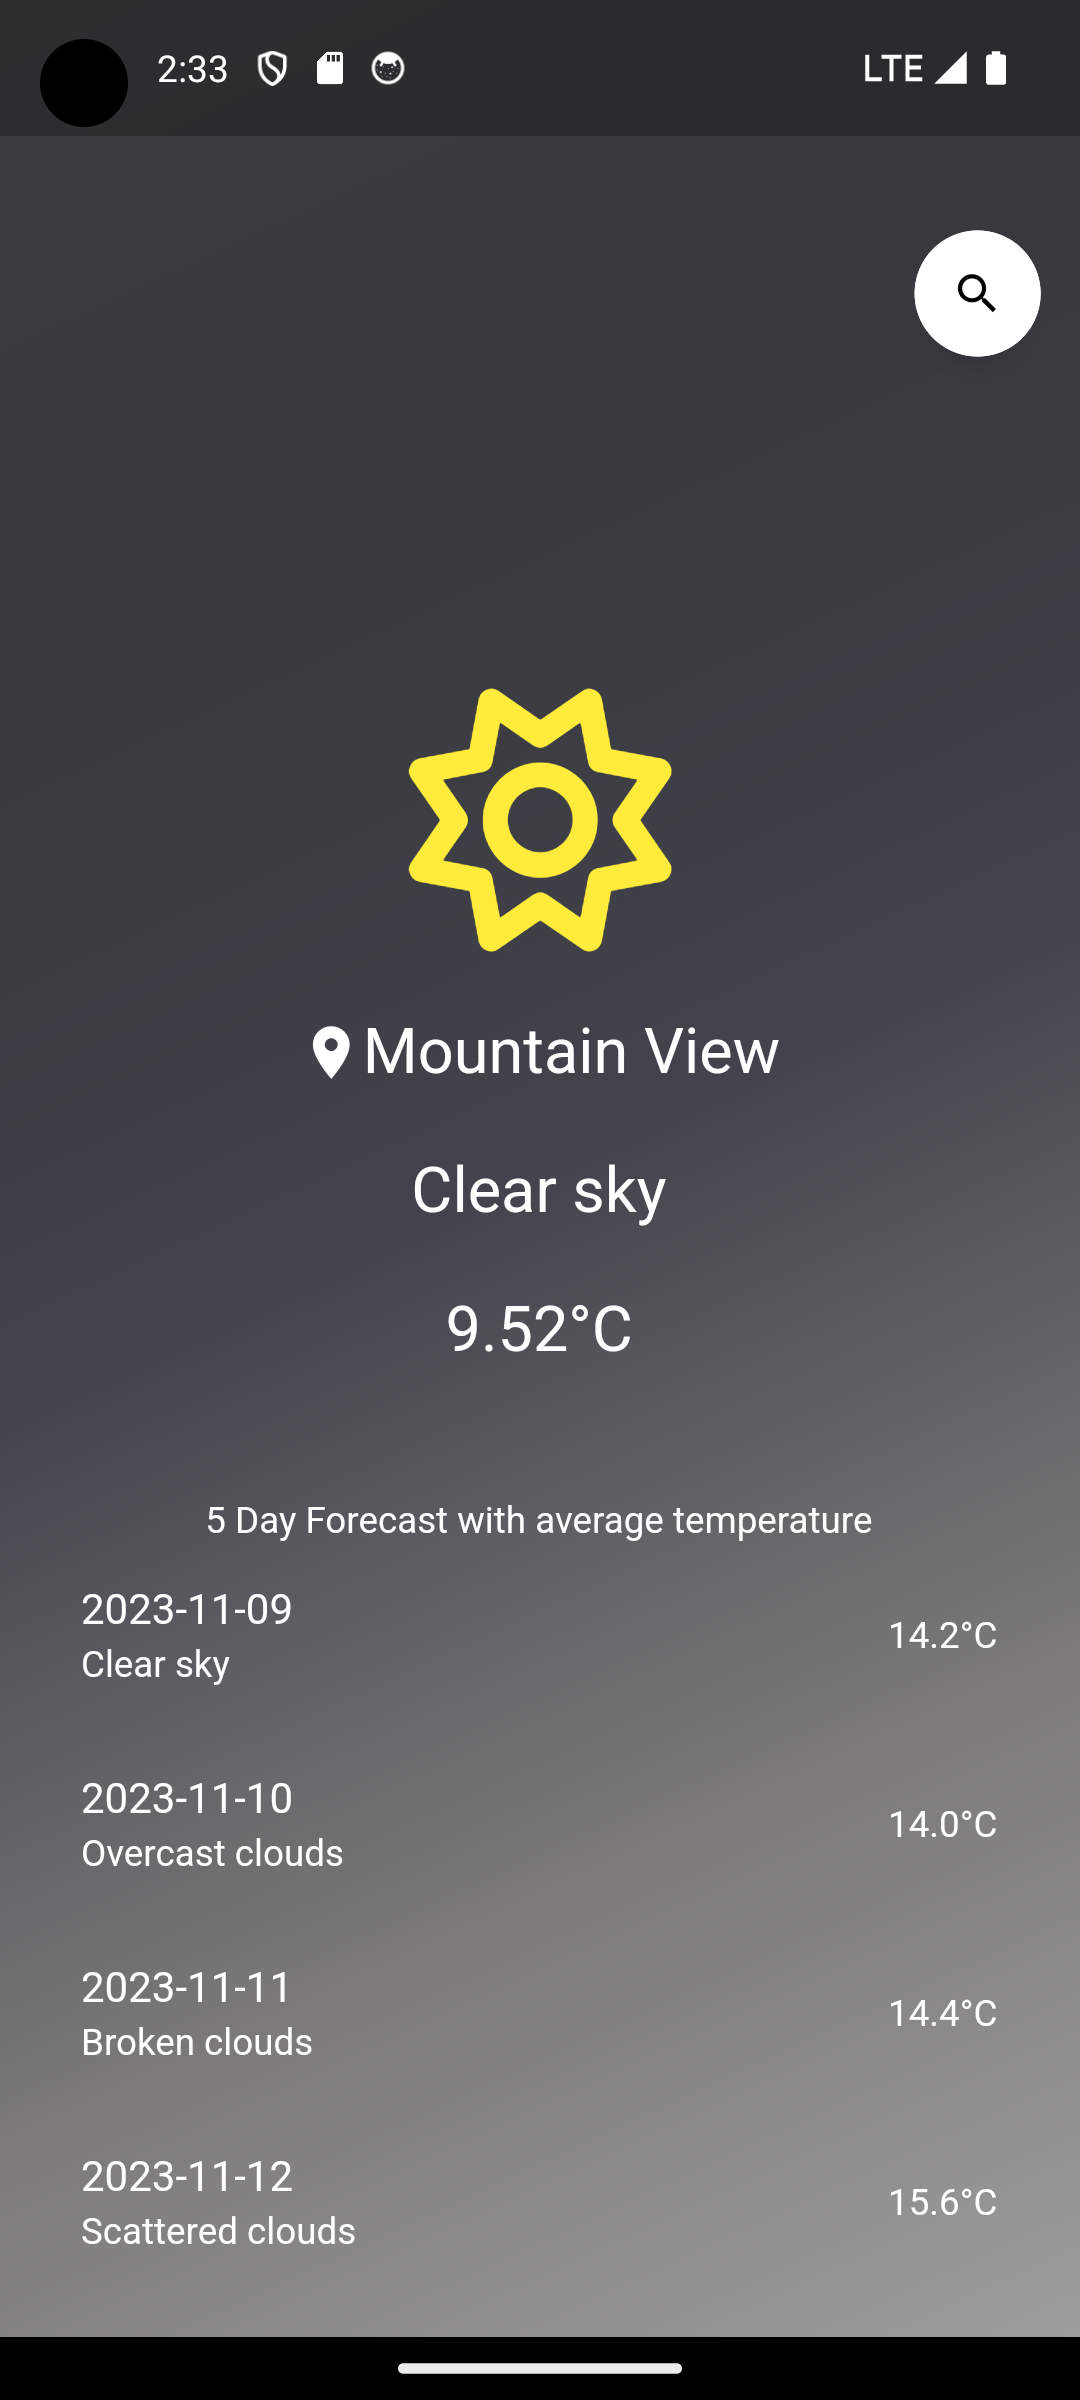 2:33
LTE
Mountain View
Clear sky
9.52°C
5 Day Forecast with average temperature
2023-11-09
Clear sky
14.2°C
2023-11-10
Overcast clouds
14.0°C
2023-11-11
Broken clouds
14.4°C
2023-11-12
Scattered clouds
15.6°C